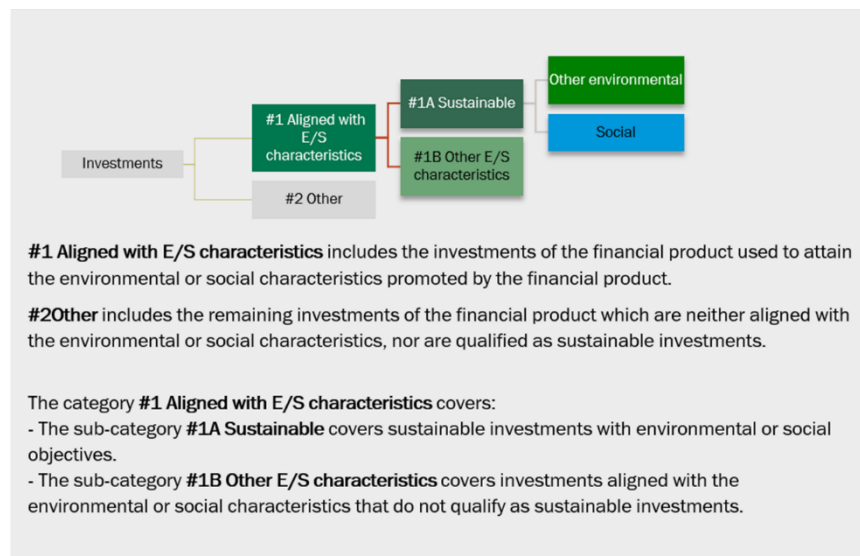 Other environmental
#1A Sustainable
#1 Aligned with
E/S
characteristics
Social
#1B Other E/S
characteristics
Investments
#2 Other
#1 Aligned with E/S characteristics includes the investments of the financial product used to attain
the environmental or social characteristics promoted by the financial product.
#2Other includes the remaining investments of the financial product which are neither aligned with
the environmental or social characteristics, nor are qualified as sustainable investments.
The category #1 Aligned with E/S characteristics covers:
- The sub-category #1A Sustainable covers sustainable investments with environmental or social
objectives.
- The sub-category #1B Other E/S characteristics covers investments aligned with the
environmental or social characteristics that do not qualify as sustainable investments.